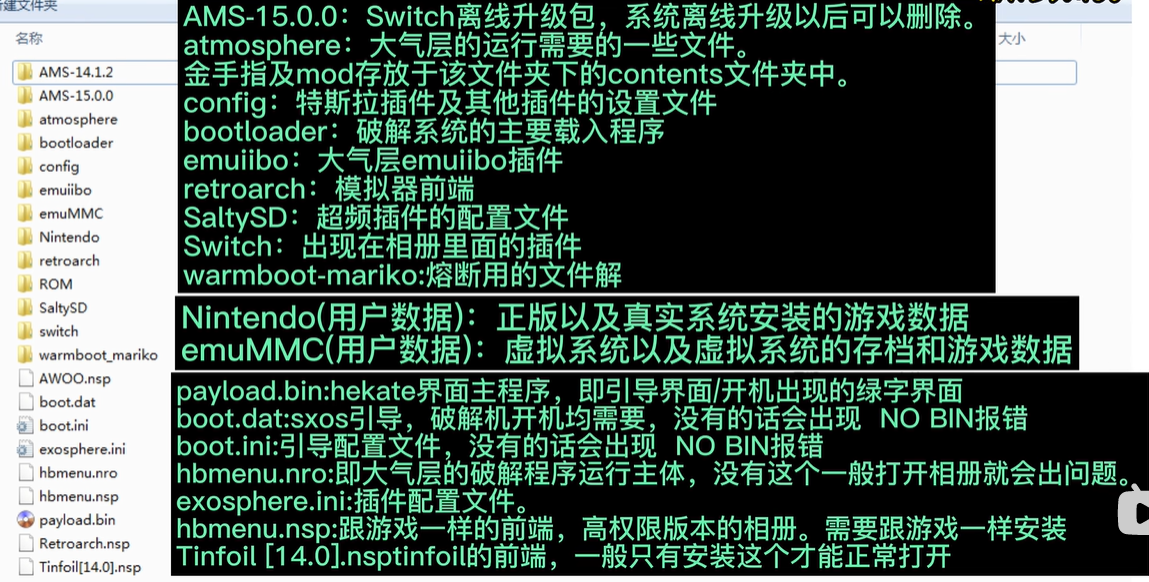 新建文件夹
名称
大小
AMS-14.1.2
AMS-15.0.0
atmosphere
bootloader
config
emuiibo
emuMMC
Nintendo
retroarch
ROM
SaltySD
switch
warmboot_mariko
AWOO.nsp
boot.dat
boot.ini
exosphere.ini
hbmenu.nro
hbmenu.nsp
payload.bin
Retroarch.nsp
Tinfoil[14.0].nsp
AMS-15.0.0：Switch离线升级包，系统离线升级以后可以删除。
atmosphere：大气层的运行需要的一些文件。
金手指及mod存放于该文件夹下的contents文件夹中。
config：特斯拉插件及其他插件的设置文件
bootloader：破解系统的主要载入程序
emuiibo：大气层emuiibo插件
retroarch：模拟器前端
SaltySD：超频插件的配置文件
Switch：出现在相册里面的插件
warmboot-mariko:熔断用的文件解
Nintendo(用户数据)：正版以及真实系统安装的游戏数据
emuMMC(用户数据)：虚拟系统以及虚拟系统的存档和游戏数据
payload.bin:hekate界面主程序，即引导界面/开机出现的绿字界面
boot.dat:sxos引导，破解机开机均需要，没有的话会出现 NO BIN报错
boot.ini:引导配置文件，没有的话会出现 NO BIN报错
hbmenu.nro:即大气层的破解程序运行主体，没有这个一般打开相册就会出问题。
exosphere.ini:插件配置文件。
hbmenu.nsp:跟游戏一样的前端，高权限版本的相册。需要跟游戏一样安装
Tinfoil [14.0].nsptinfoil的前端，一般只有安装这个才能正常打开